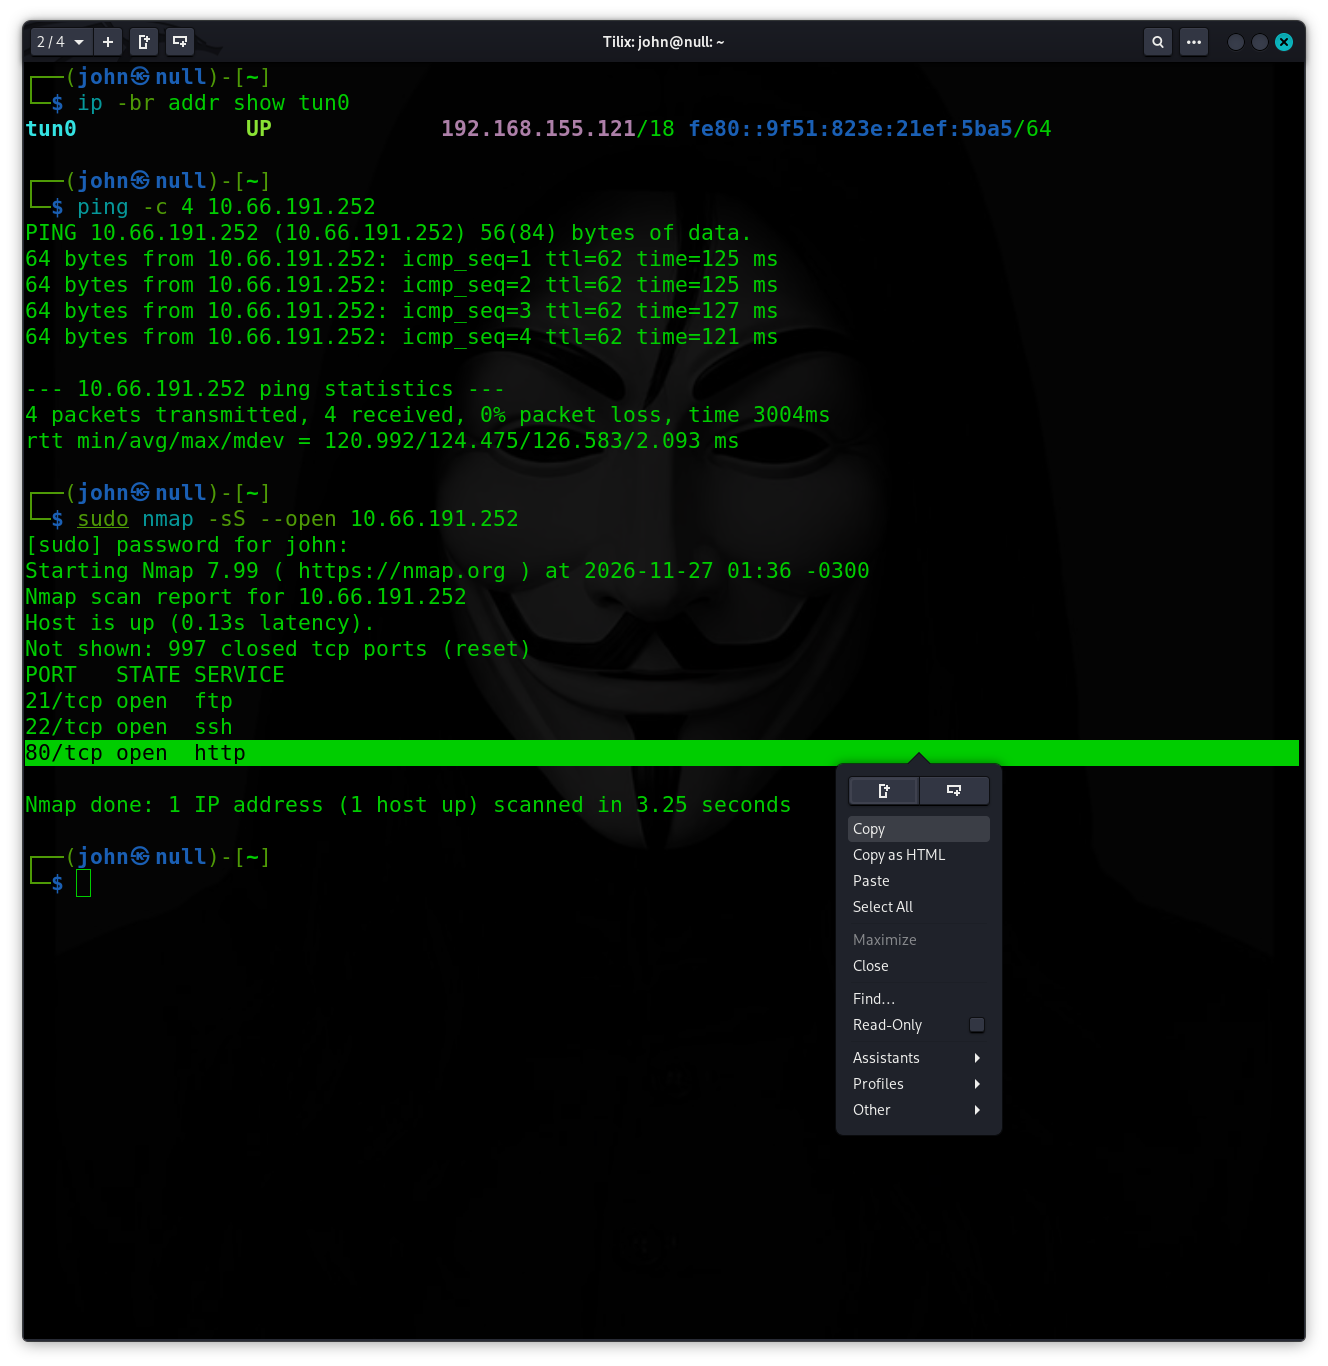 2 / 4
Tilix: john@null: ~
┌──(john㉿null)-[~]
└─$ ip -br addr show tun0
tun0             UP             192.168.155.121/18 fe80::9f51:823e:21ef:5ba5/64
┌──(john㉿null)-[~]
└─$ ping -c 4 10.66.191.252
PING 10.66.191.252 (10.66.191.252) 56(84) bytes of data.
64 bytes from 10.66.191.252: icmp_seq=1 ttl=62 time=125 ms
64 bytes from 10.66.191.252: icmp_seq=2 ttl=62 time=125 ms
64 bytes from 10.66.191.252: icmp_seq=3 ttl=62 time=127 ms
64 bytes from 10.66.191.252: icmp_seq=4 ttl=62 time=121 ms
--- 10.66.191.252 ping statistics ---
4 packets transmitted, 4 received, 0% packet loss, time 3004ms
rtt min/avg/max/mdev = 120.992/124.475/126.583/2.093 ms
┌──(john㉿null)-[~]
└─$ sudo nmap -sS --open 10.66.191.252
[sudo] password for john:
Starting Nmap 7.99 ( https://nmap.org ) at 2026-11-27 01:36 -0300
Nmap scan report for 10.66.191.252
Host is up (0.13s latency).
Not shown: 997 closed tcp ports (reset)
PORT   STATE SERVICE
21/tcp open  ftp
22/tcp open  ssh
80/tcp open  http
Nmap done: 1 IP address (1 host up) scanned in 3.25 seconds
┌──(john㉿null)-[~]
└─$
Copy
Copy as HTML
Paste
Select All
Maximize
Close
Find…
Read-Only
Assistants
Profiles
Other